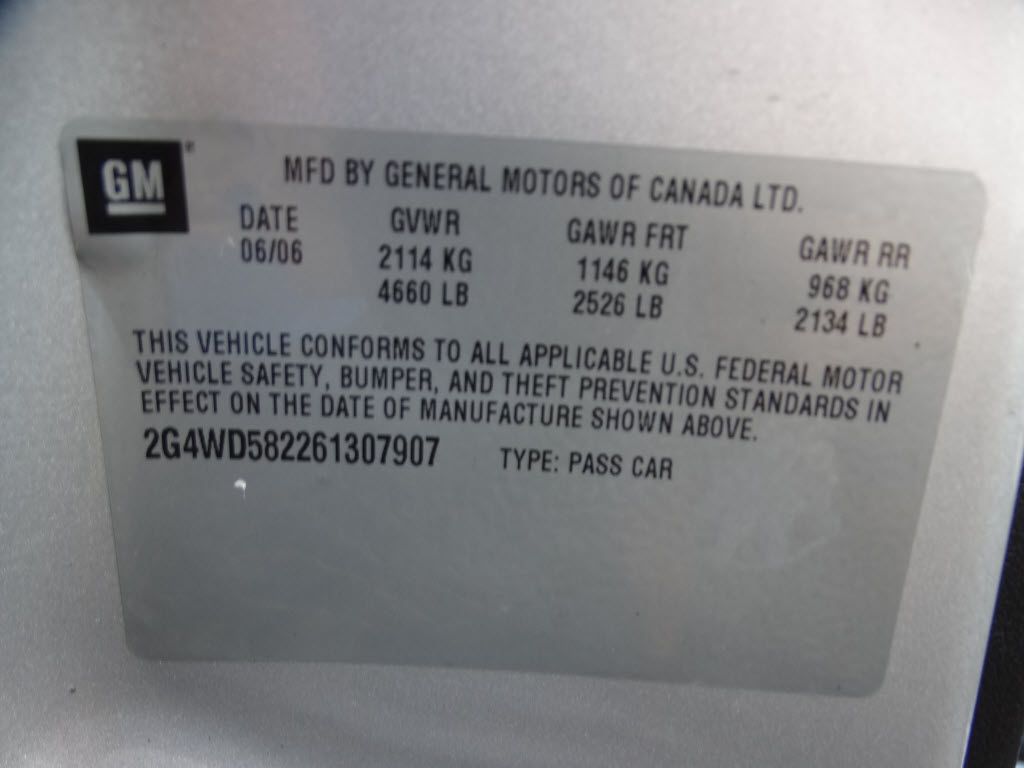 GM®
MFD BY GENERAL MOTORS OF CANADA LTD.
DATE GVWR GAWR FRT GAWR RR
06/06 2114 KG 1146 KG 968 KG
4660 LB 2526 LB 2134 LB
THIS VEHICLE CONFORMS TO ALL APPLICABLE U.S. FEDERAL MOTOR
VEHICLE SAFETY, BUMPER, AND THEFT PREVENTION STANDARDS IN
EFFECT ON THE DATE OF MANUFACTURE SHOWN ABOVE.
2G4WD582261307907 TYPE: PASS CAR